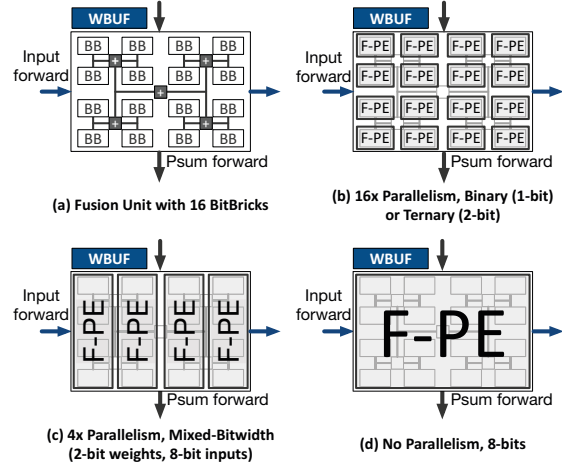 WBUF
Input
forward
BB BB BB BB
+ +
BB BB BB BB
+
BB BB BB BB
+ +
BB BB BB BB
Psum forward
(a) Fusion Unit with 16 BitBricks
WBUF
F-PE F-PE F-PE F-PE
F-PE F-PE F-PE F-PE
F-PE F-PE F-PE F-PE
F-PE F-PE F-PE F-PE
(b) 16x Parallelism, Binary (1-bit)
or Ternary (2-bit)
WBUF
Input
forward
F-PE
F-PE
F-PE
F-PE
Psum forward
(c) 4x Parallelism, Mixed-Bitwidth
(2-bit weights, 8-bit inputs)
WBUF
Input
forward
F-PE
Psum forward
(d) No Parallelism, 8-bits